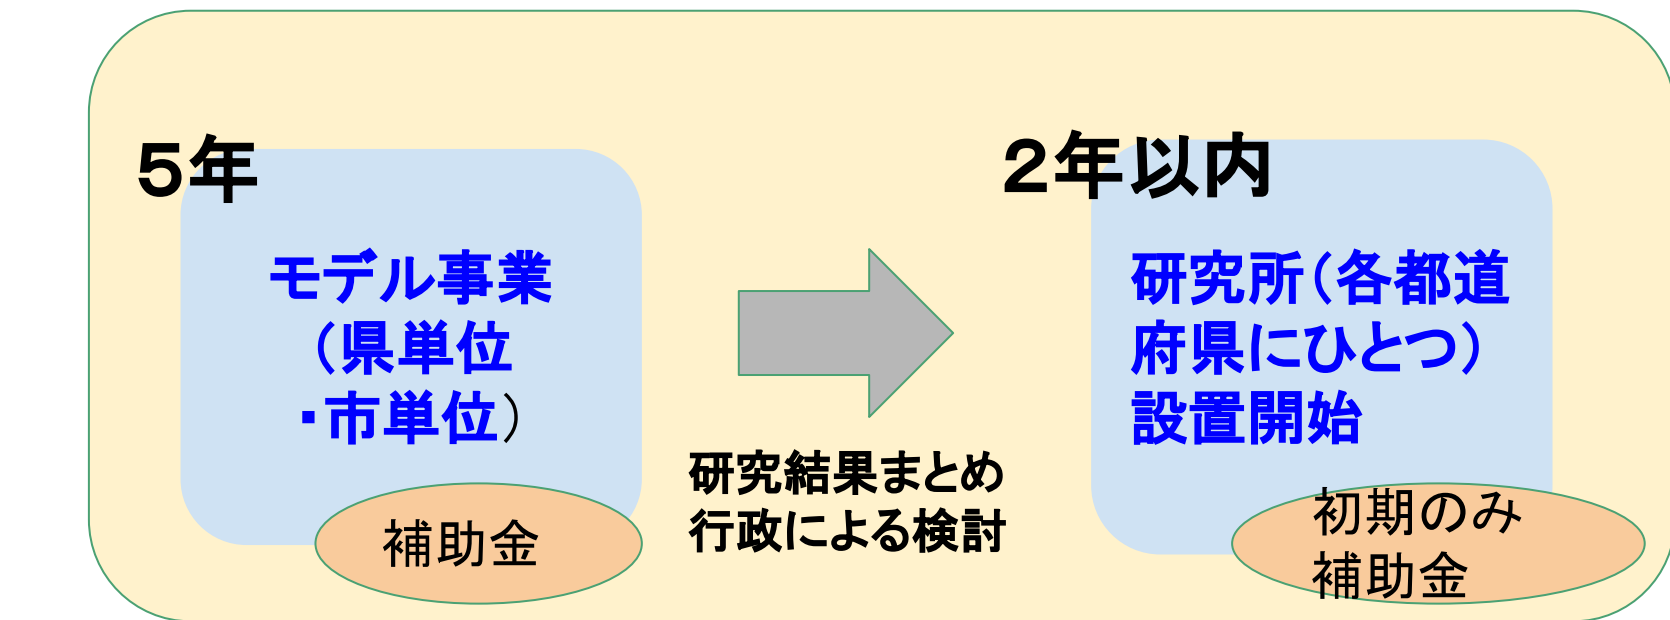 ５年
モデル事業
（県単位
・市単位）
補助金
研究結果まとめ
行政による検討
２年以内
研究所（各都道
府県にひとつ）
設置開始
初期のみ
補助金